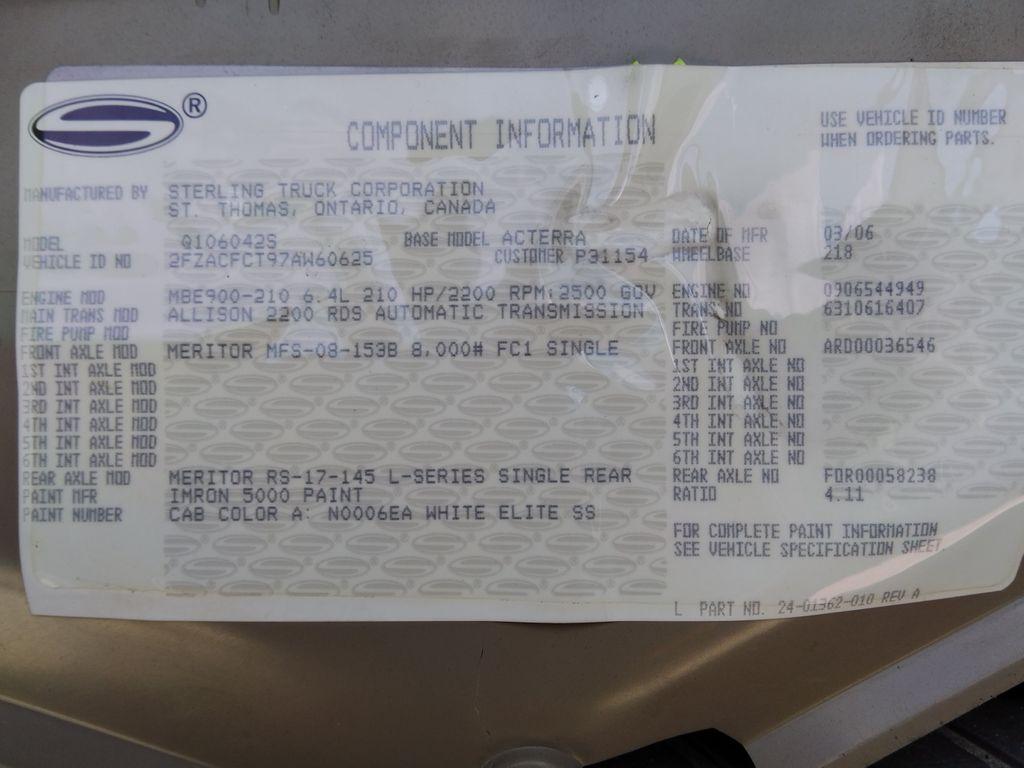 ®
COMPONENT INFORMATION
USE VEHICLE ID NUMBER
WHEN ORDERING PARTS.
MANUFACTURED BY STERLING TRUCK CORPORATION
ST. THOMAS, ONTARIO, CANADA
MODEL Q106042S BASE MODEL ACTERRA DATE OF MFR 03/06
VEHICLE ID NO 2FZACFCT97AW60625 CUSTOMER P31154 WHEELBASE 218
ENGINE MOD MBE900-210 6.4L 210 HP/2200 RPM; 2500 GOV ENGINE NO 0906544949
MAIN TRANS MOD ALLISON 2200 RDS AUTOMATIC TRANSMISSION TRANS NO 6310616407
FIRE PUMP MOD FIRE PUMP NO
FRONT AXLE MOD MERITOR MFS-08-153B 8,000# FC1 SINGLE FRONT AXLE NO ARD00036546
1ST INT AXLE MOD 1ST INT AXLE NO
2ND INT AXLE MOD 2ND INT AXLE NO
3RD INT AXLE MOD 3RD INT AXLE NO
4TH INT AXLE MOD 4TH INT AXLE NO
5TH INT AXLE MOD 5TH INT AXLE NO
6TH INT AXLE MOD 6TH INT AXLE NO
REAR AXLE MOD MERITOR RS-17-145 L-SERIES SINGLE REAR REAR AXLE NO FOR00058238
PAINT MFR IMRON 5000 PAINT RATIO 4.11
PAINT NUMBER CAB COLOR A: N0006EA WHITE ELITE SS
FOR COMPLETE PAINT INFORMATION
SEE VEHICLE SPECIFICATION SHEET
L PART NO. 24-01362-010 REV A